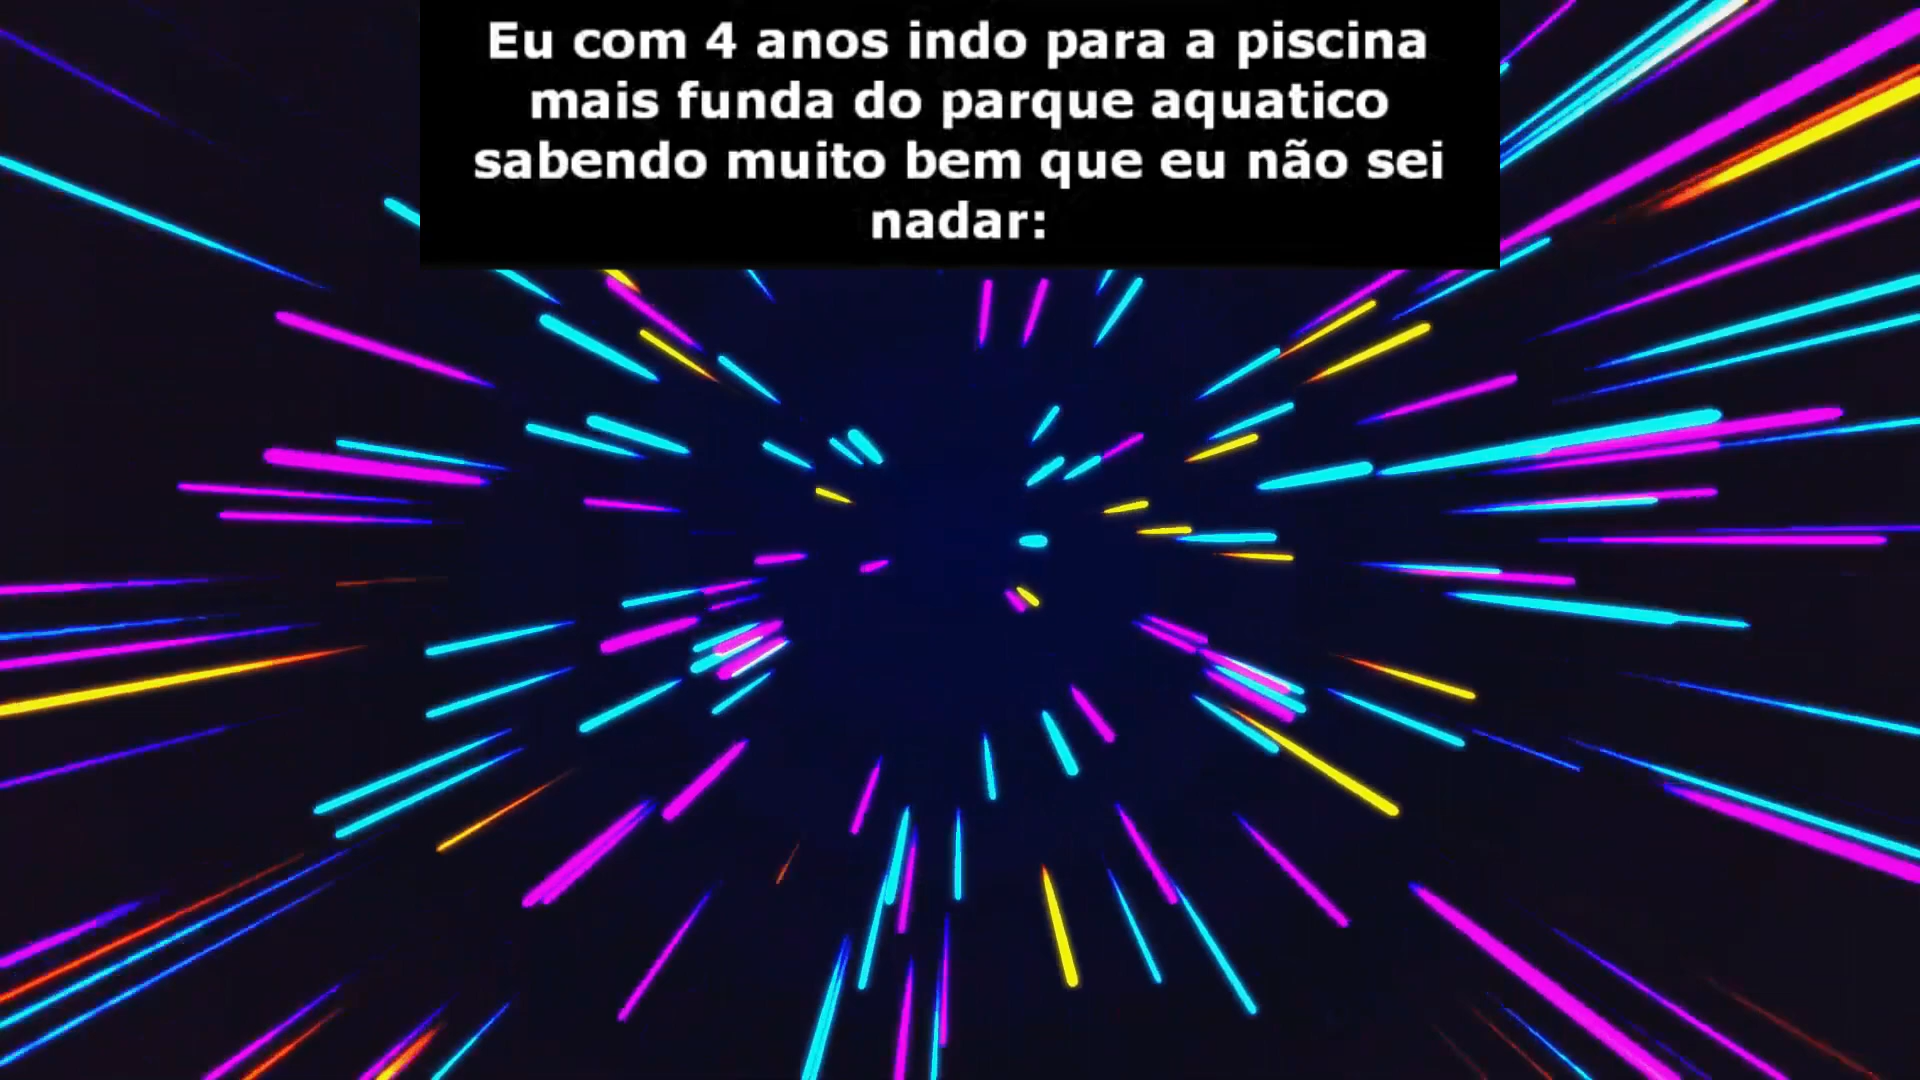 Eu com 4 anos indo para a piscina
mais funda do parque aquatico
sabendo muito bem que eu não sei
nadar: